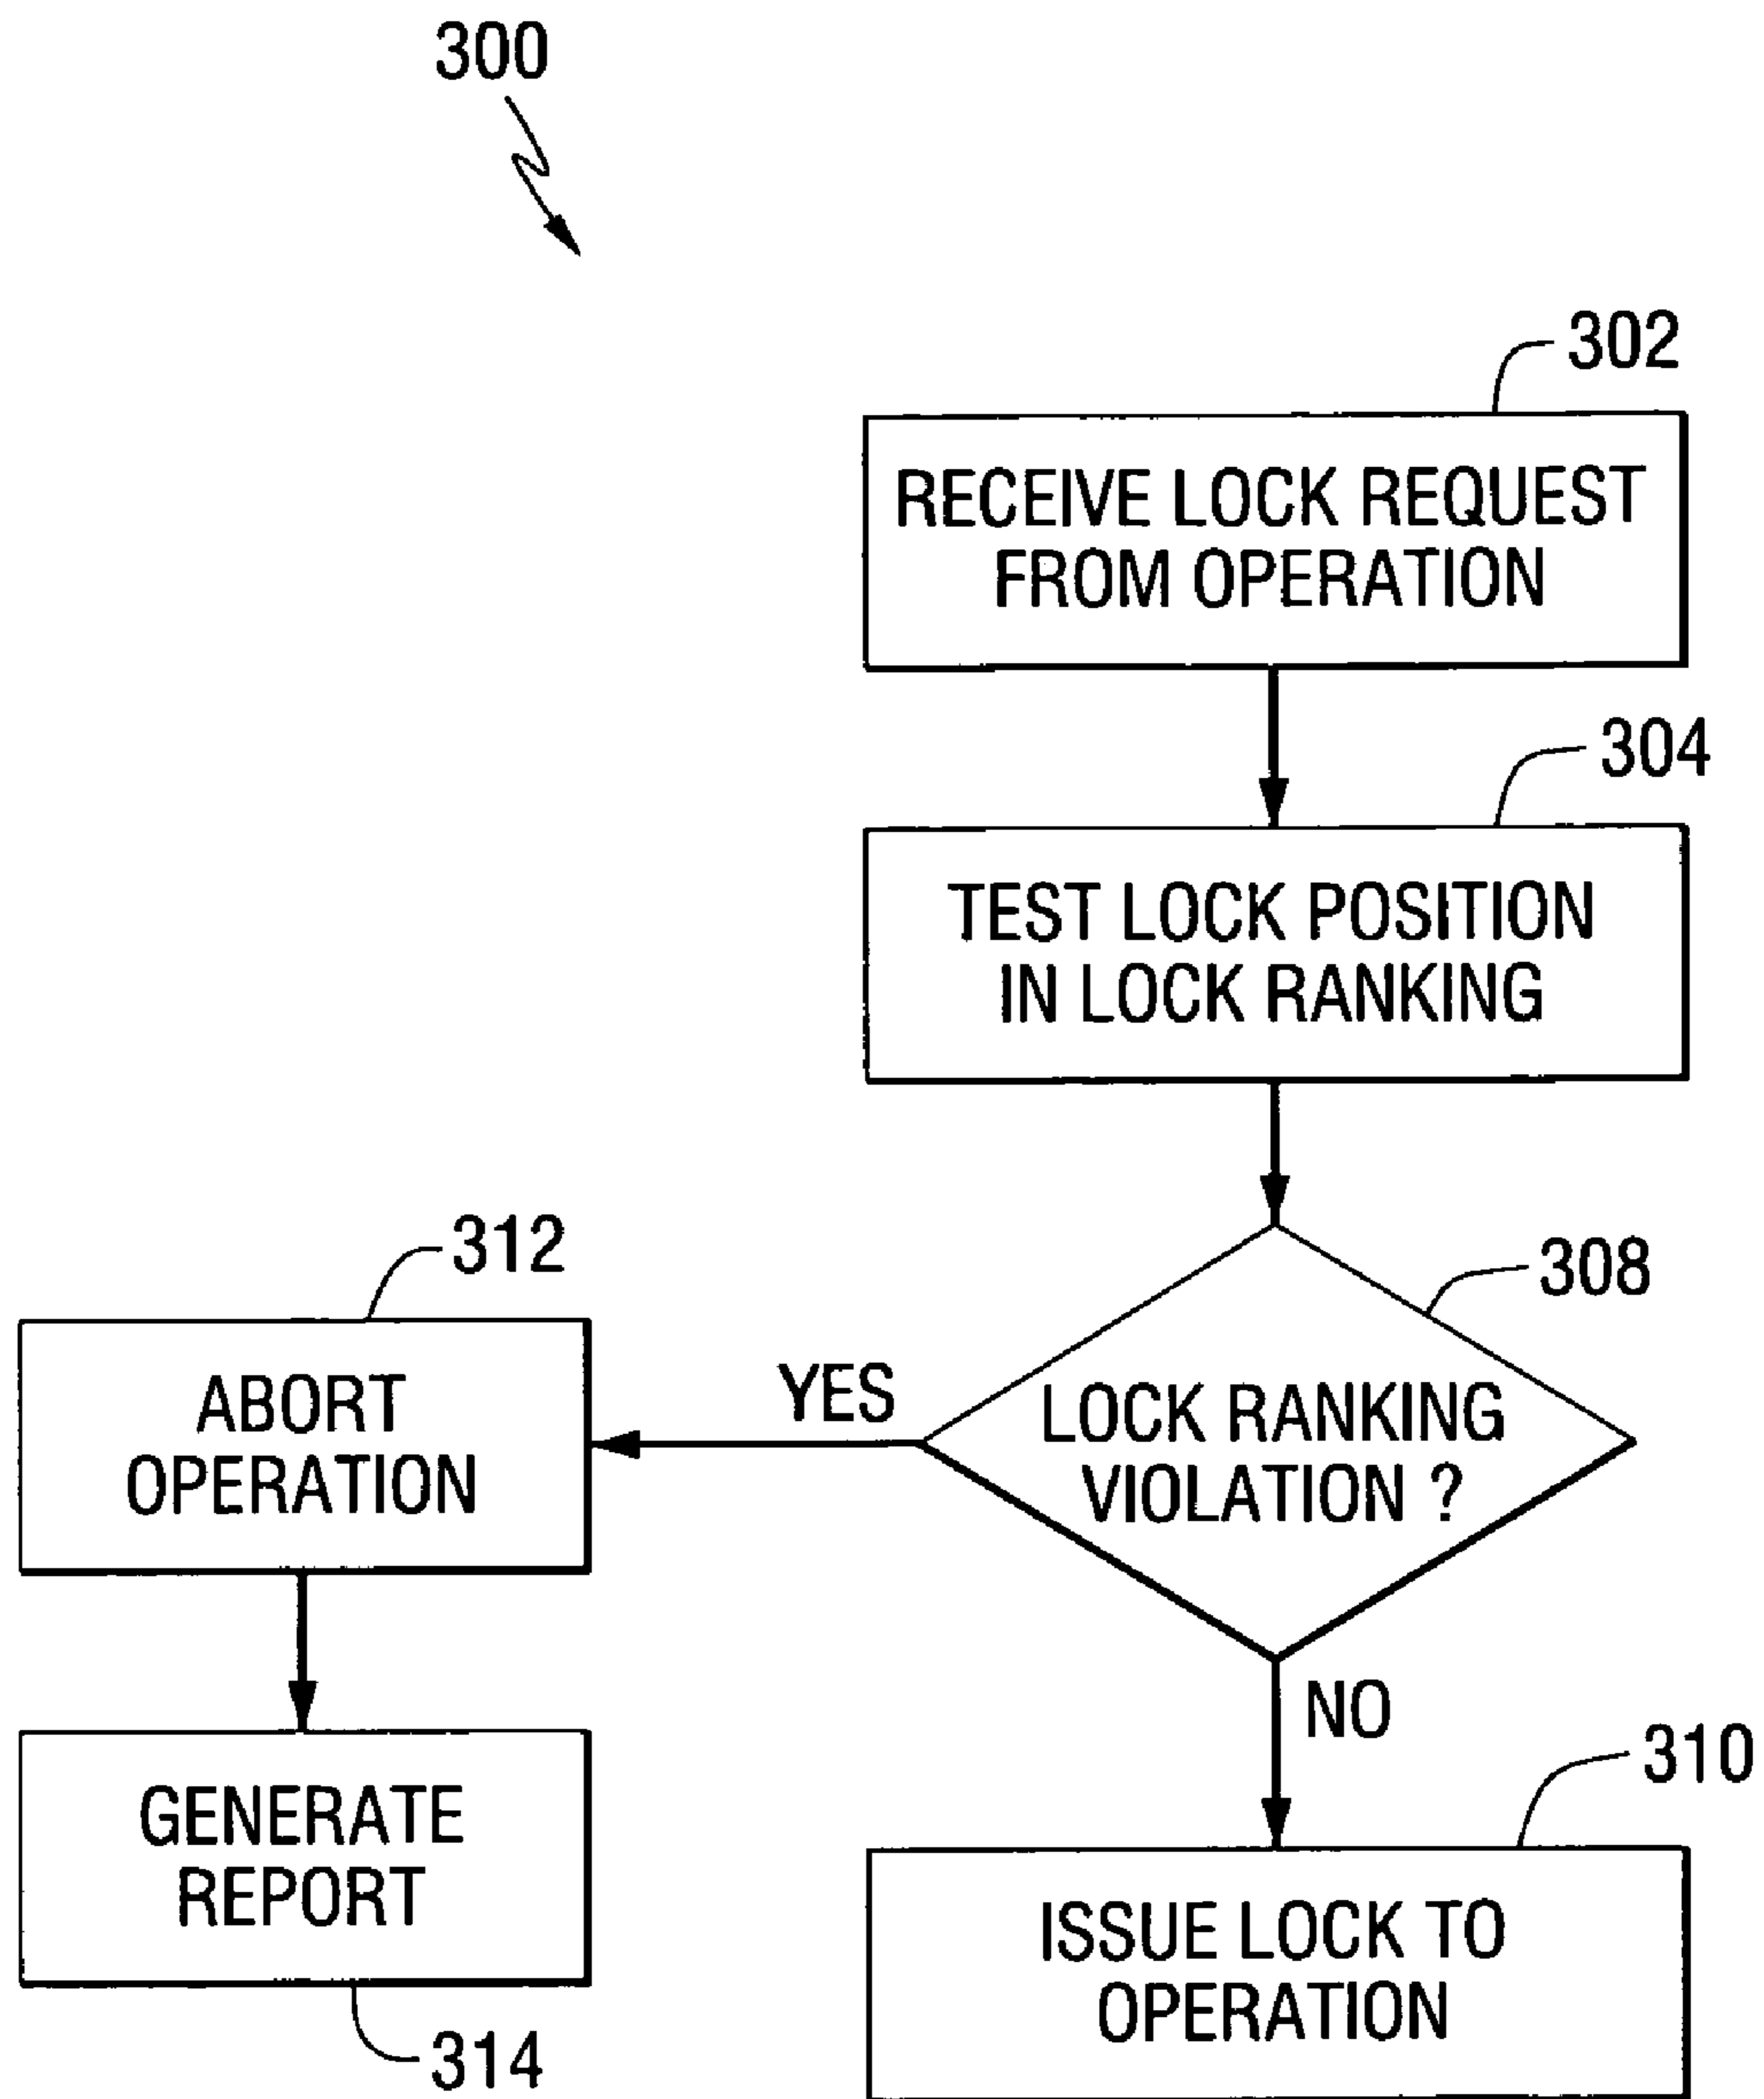 300
302
RECEIVE LOCK REQUEST
FROM OPERATION
304
TEST LOCK POSITION
IN LOCK RANKING
308
LOCK RANKING
VIOLATION ?
YES
312
ABORT
OPERATION
NO
310
ISSUE LOCK TO
OPERATION
GENERATE
REPORT
314